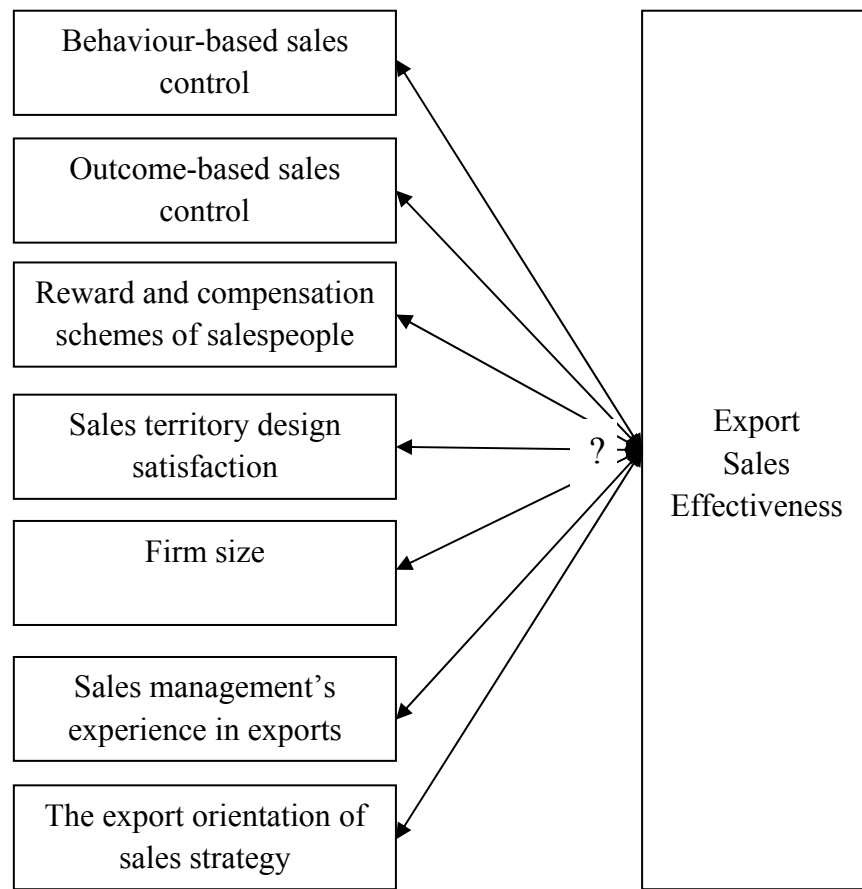 Behaviour-based sales
control
Outcome-based sales
control
Reward and compensation
schemes of salespeople
Sales territory design
satisfaction
?
Export
Sales
Effectiveness
Firm size
Sales management’s
experience in exports
The export orientation of
sales strategy